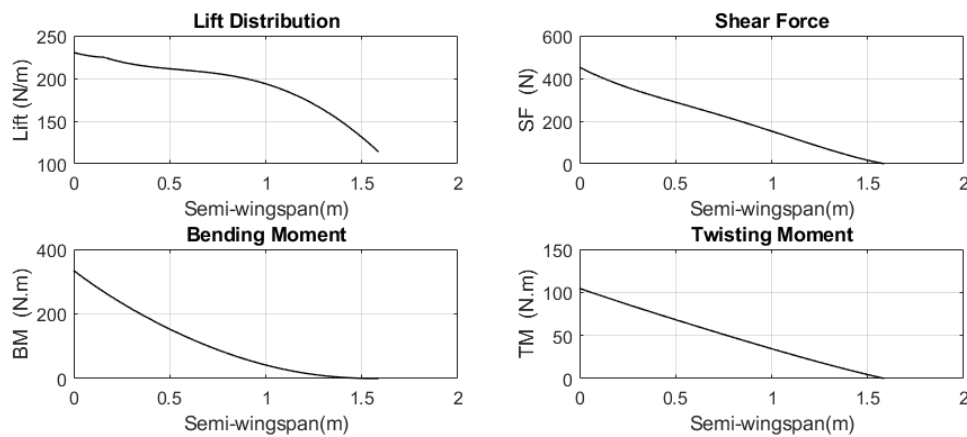 Lift Distribution
250
200
150
100
Lift (N/m)
0 0.5 1 1.5 2
Semi-wingspan(m)
Shear Force
600
400
200
0
SF (N)
0 0.5 1 1.5 2
Semi-wingspan(m)
Bending Moment
400
200
0
BM (N.m)
0 0.5 1 1.5 2
Semi-wingspan(m)
Twisting Moment
150
100
50
0
TM (N.m)
0 0.5 1 1.5 2
Semi-wingspan(m)